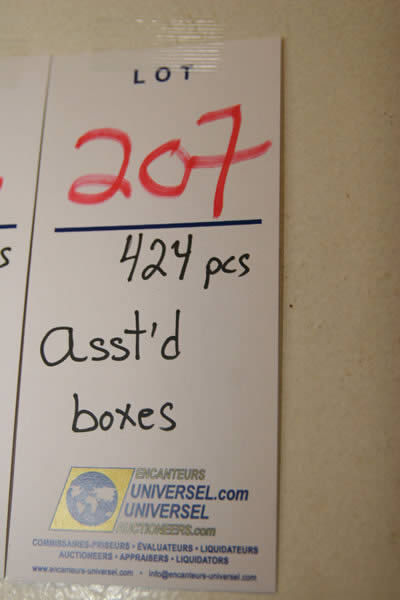 LOT
207
424 pcs
asst'd
boxes
ENCANTEURS
UNIVERSEL.com
UNIVERSEL
AUCTIONEERS.com
COMMISSAIRES-PRISEURS • ÉVALUATEURS • LIQUIDATEURS
AUCTIONEERS • APPRAISERS • LIQUIDATORS
www.encanteurs-universel.com • info@encanteurs-universel.com
s